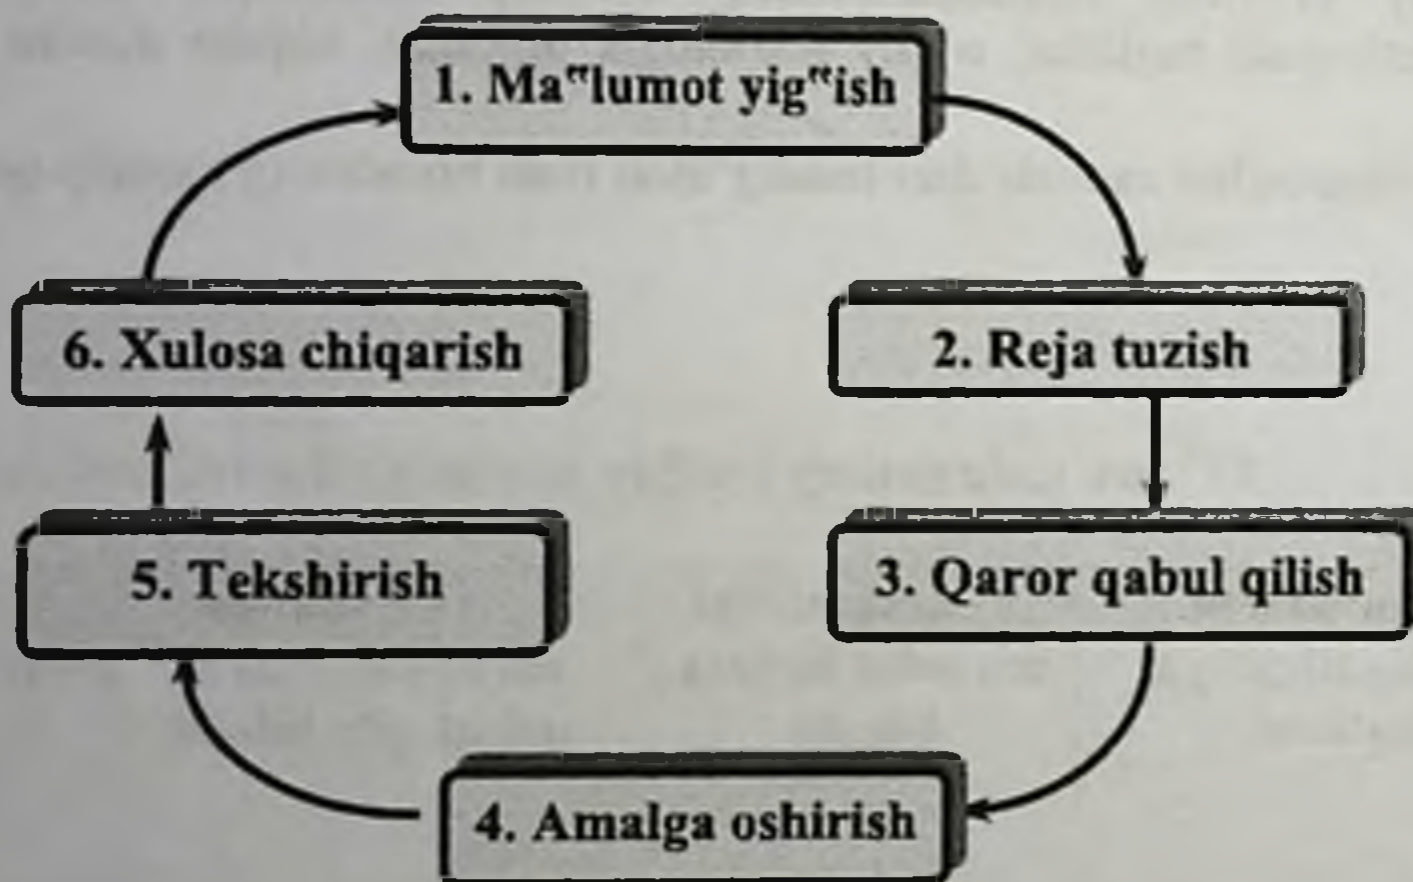 1. Ma‟lumot yig‟ish
2. Reja tuzish
3. Qaror qabul qilish
4. Amalga oshirish
5. Tekshirish
6. Xulosa chiqarish